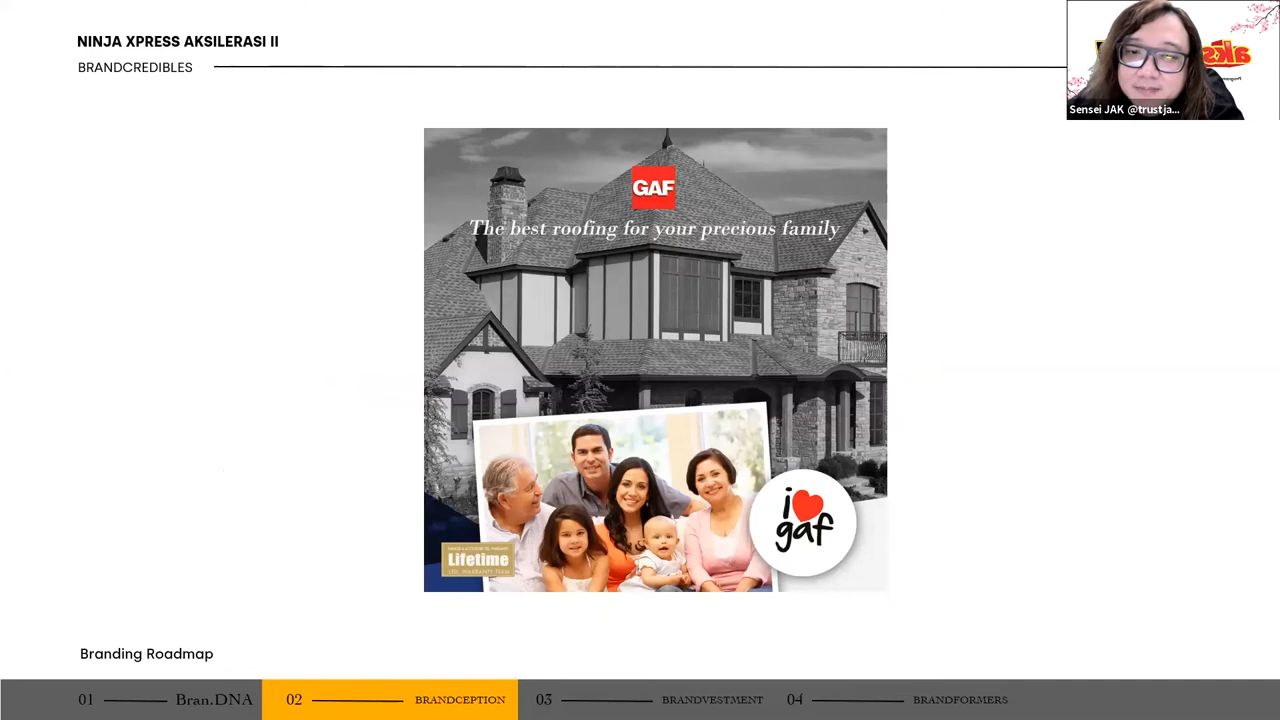 NINJA XPRESS AKSILERASI II
BRANDCREDIBLES
Sensei JAK @trustja...
GAF
The best roofing for your precious family
i gaf
Lifetime
Branding Roadmap
01 Bran.DNA 02 BRANDCEPTION 03 BRANDVESTMENT 04 BRANDFORMERS